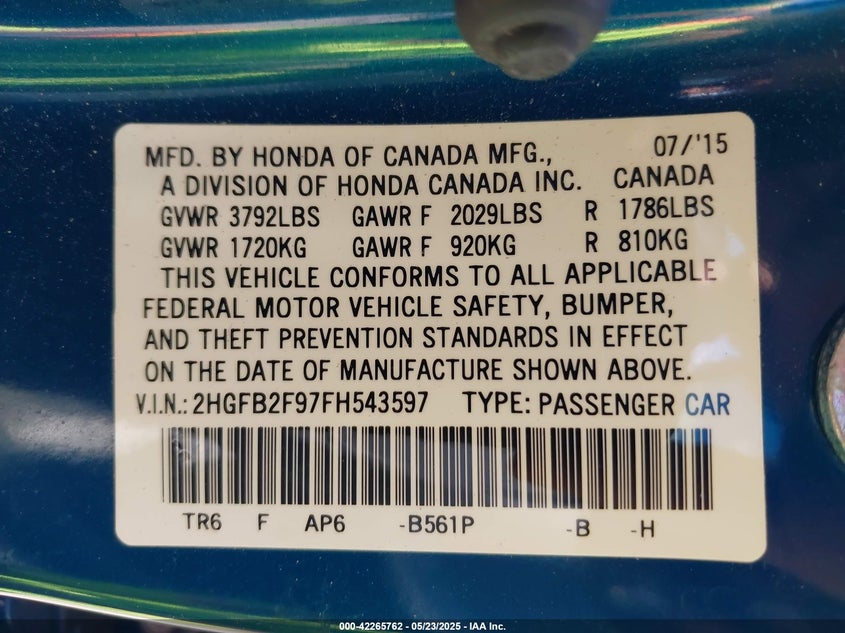 MFD. BY HONDA OF CANADA MFG., 07/'15
A DIVISION OF HONDA CANADA INC. CANADA
GVWR 3792LBS GAWR F 2029LBS R 1786LBS
GVWR 1720KG GAWR F 920KG R 810KG
THIS VEHICLE CONFORMS TO ALL APPLICABLE
FEDERAL MOTOR VEHICLE SAFETY, BUMPER,
AND THEFT PREVENTION STANDARDS IN EFFECT
ON THE DATE OF MANUFACTURE SHOWN ABOVE.
V.I.N.: 2HGFB2F97FH543597 TYPE: PASSENGER CAR
TR6 F AP6 -B561P -B -H
000-42265762 - 05/23/2025 - IAA Inc.